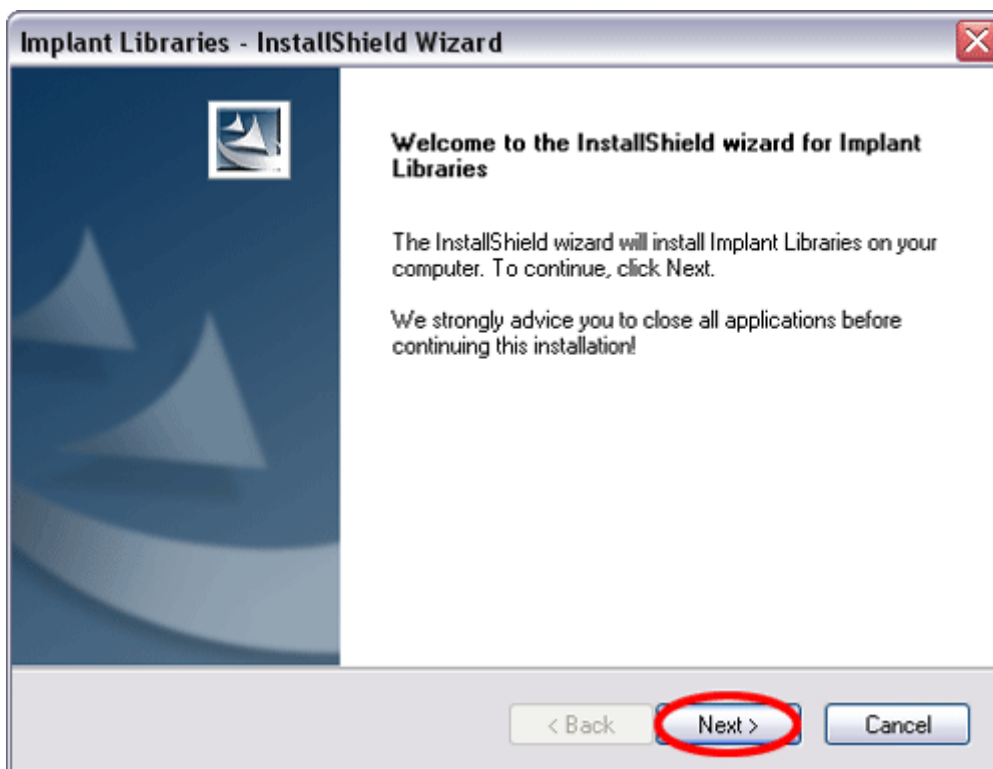 Implant Libraries - InstallShield Wizard
Welcome to the InstallShield wizard for Implant
Libraries
The InstallShield wizard will install Implant Libraries on your
computer. To continue, click Next.
We strongly advice you to close all applications before
continuing this installation!
< Back Next > Cancel